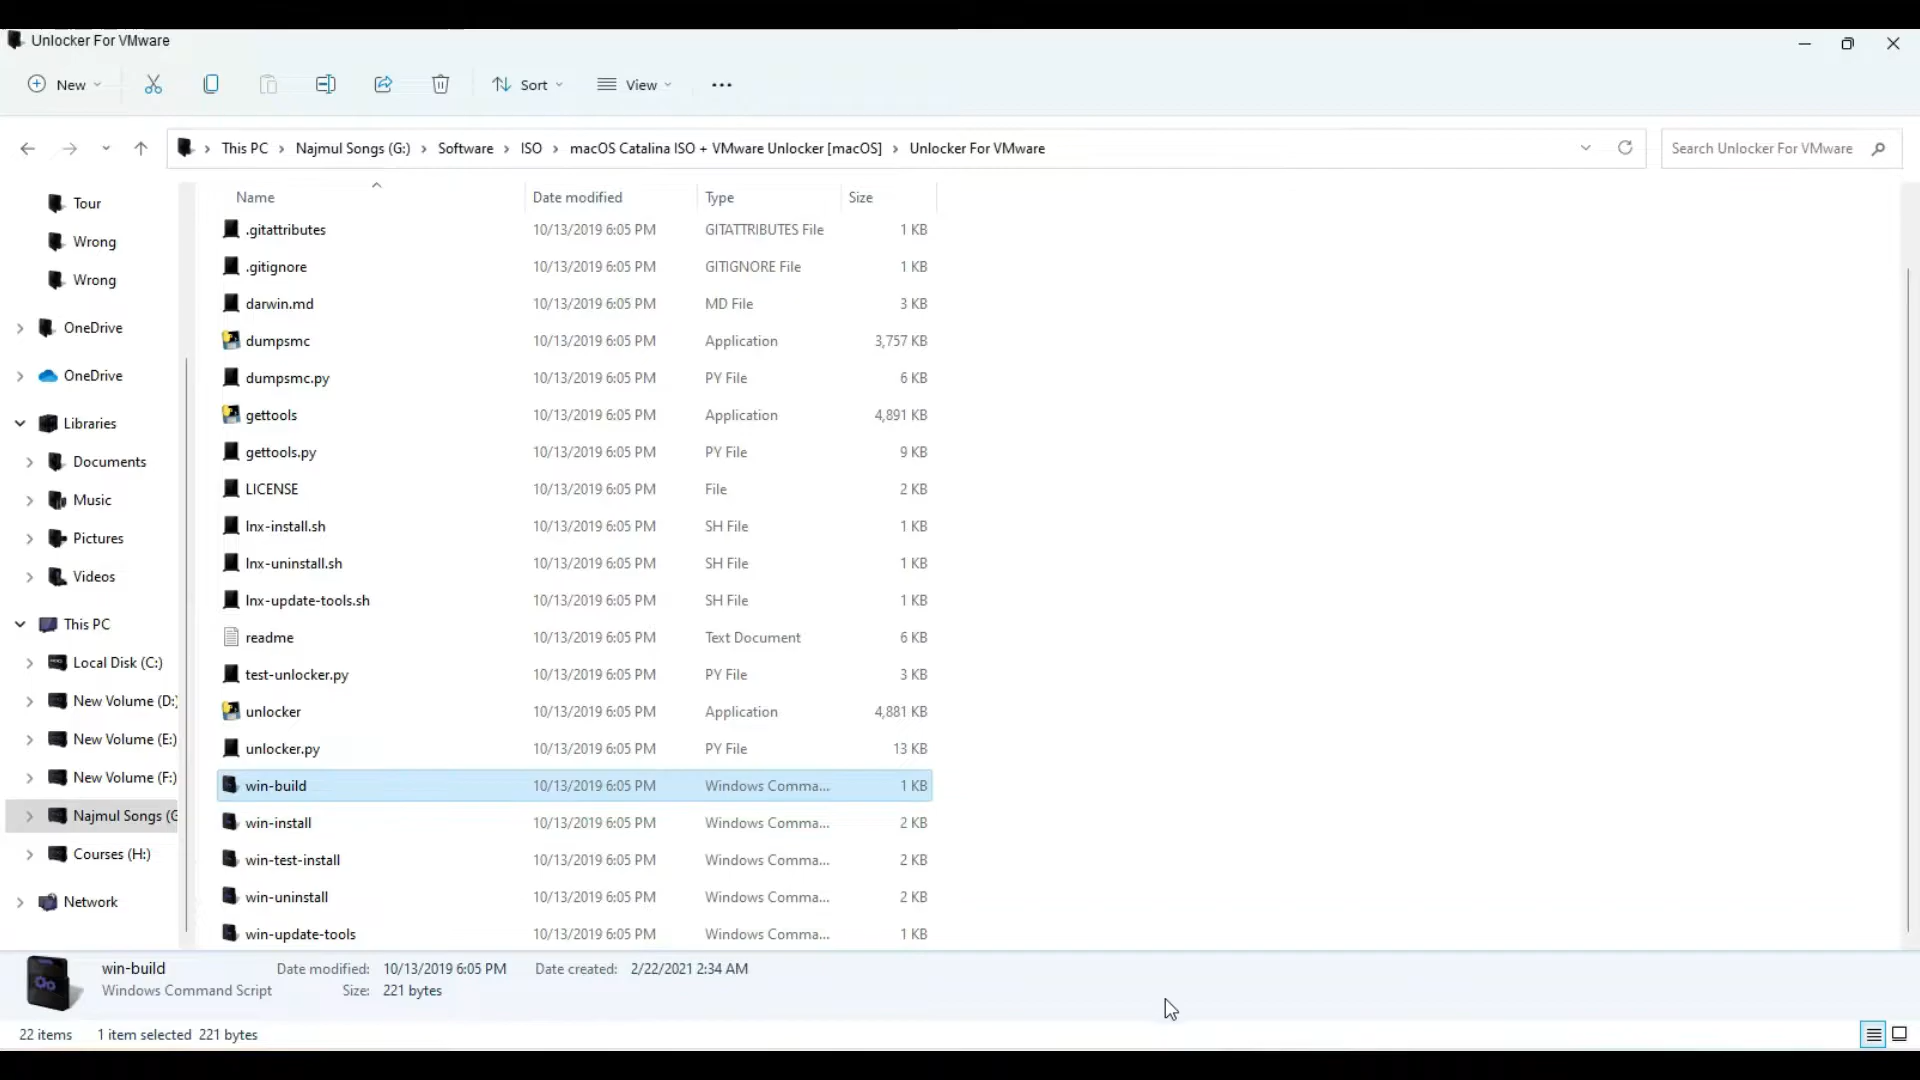 Unlocker For VMware
New
Sort
View
This PC > Najmul Songs (G:) > Software > ISO > macOS Catalina ISO + VMware Unlocker [macOS] > Unlocker For VMware
Search Unlocker For VMware
Tour
Wrong
Wrong
OneDrive
OneDrive
Libraries
Documents
Music
Pictures
Videos
This PC
Local Disk (C:)
New Volume (D:)
New Volume (E:)
New Volume (F:)
Najmul Songs (G
Courses (H:)
Network
Name Date modified Type Size
.gitattributes 10/13/2019 6:05 PM GITATTRIBUTES File 1 KB
.gitignore 10/13/2019 6:05 PM GITIGNORE File 1 KB
darwin.md 10/13/2019 6:05 PM MD File 3 KB
dumpsmc 10/13/2019 6:05 PM Application 3,757 KB
dumpsmc.py 10/13/2019 6:05 PM PY File 6 KB
gettools 10/13/2019 6:05 PM Application 4,891 KB
gettools.py 10/13/2019 6:05 PM PY File 9 KB
LICENSE 10/13/2019 6:05 PM File 2 KB
lnx-install.sh 10/13/2019 6:05 PM SH File 1 KB
lnx-uninstall.sh 10/13/2019 6:05 PM SH File 1 KB
lnx-update-tools.sh 10/13/2019 6:05 PM SH File 1 KB
readme 10/13/2019 6:05 PM Text Document 6 KB
test-unlocker.py 10/13/2019 6:05 PM PY File 3 KB
unlocker 10/13/2019 6:05 PM Application 4,881 KB
unlocker.py 10/13/2019 6:05 PM PY File 13 KB
win-build 10/13/2019 6:05 PM Windows Comma... 1 KB
win-install 10/13/2019 6:05 PM Windows Comma... 2 KB
win-test-install 10/13/2019 6:05 PM Windows Comma... 2 KB
win-uninstall 10/13/2019 6:05 PM Windows Comma... 2 KB
win-update-tools 10/13/2019 6:05 PM Windows Comma... 1 KB
win-build Date modified: 10/13/2019 6:05 PM Date created: 2/22/2021 2:34 AM
Windows Command Script Size: 221 bytes
22 items 1 item selected 221 bytes